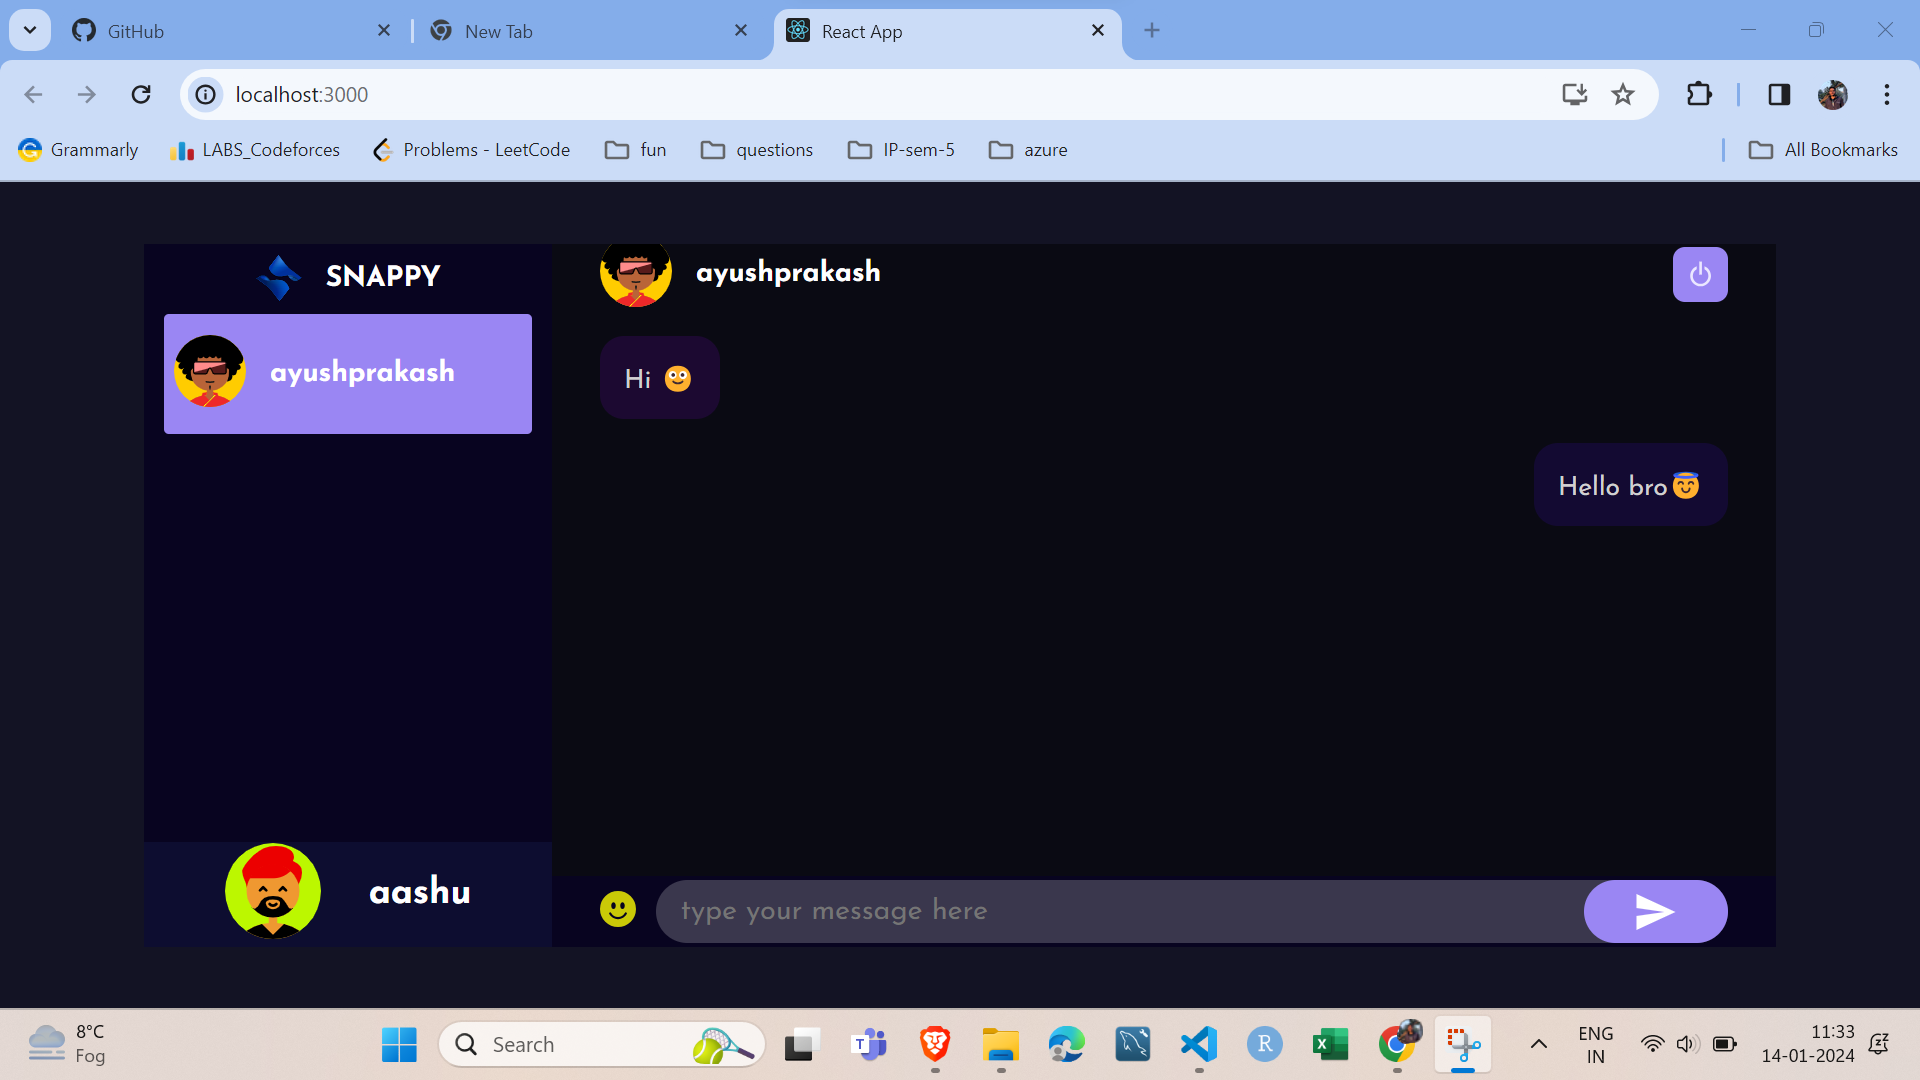 GitHub
New Tab
React App
localhost:3000
Grammarly
LABS_Codeforces
Problems - LeetCode
fun
questions
IP-sem-5
azure
All Bookmarks
SNAPPY
ayushprakash
ayushprakash
Hi 🙂
Hello bro😇
aashu
type your message here
8°C
Fog
Search
T
R
X
ENG
IN
11:33
14-01-2024